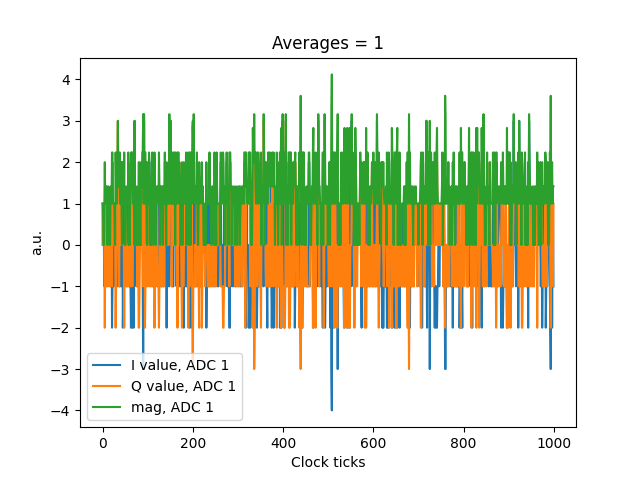 Averages = 1
a.u.
4
3
2
1
0
−1
−2
−3
−4
I value, ADC 1
Q value, ADC 1
mag, ADC 1
0 200 400 600 800 1000
Clock ticks